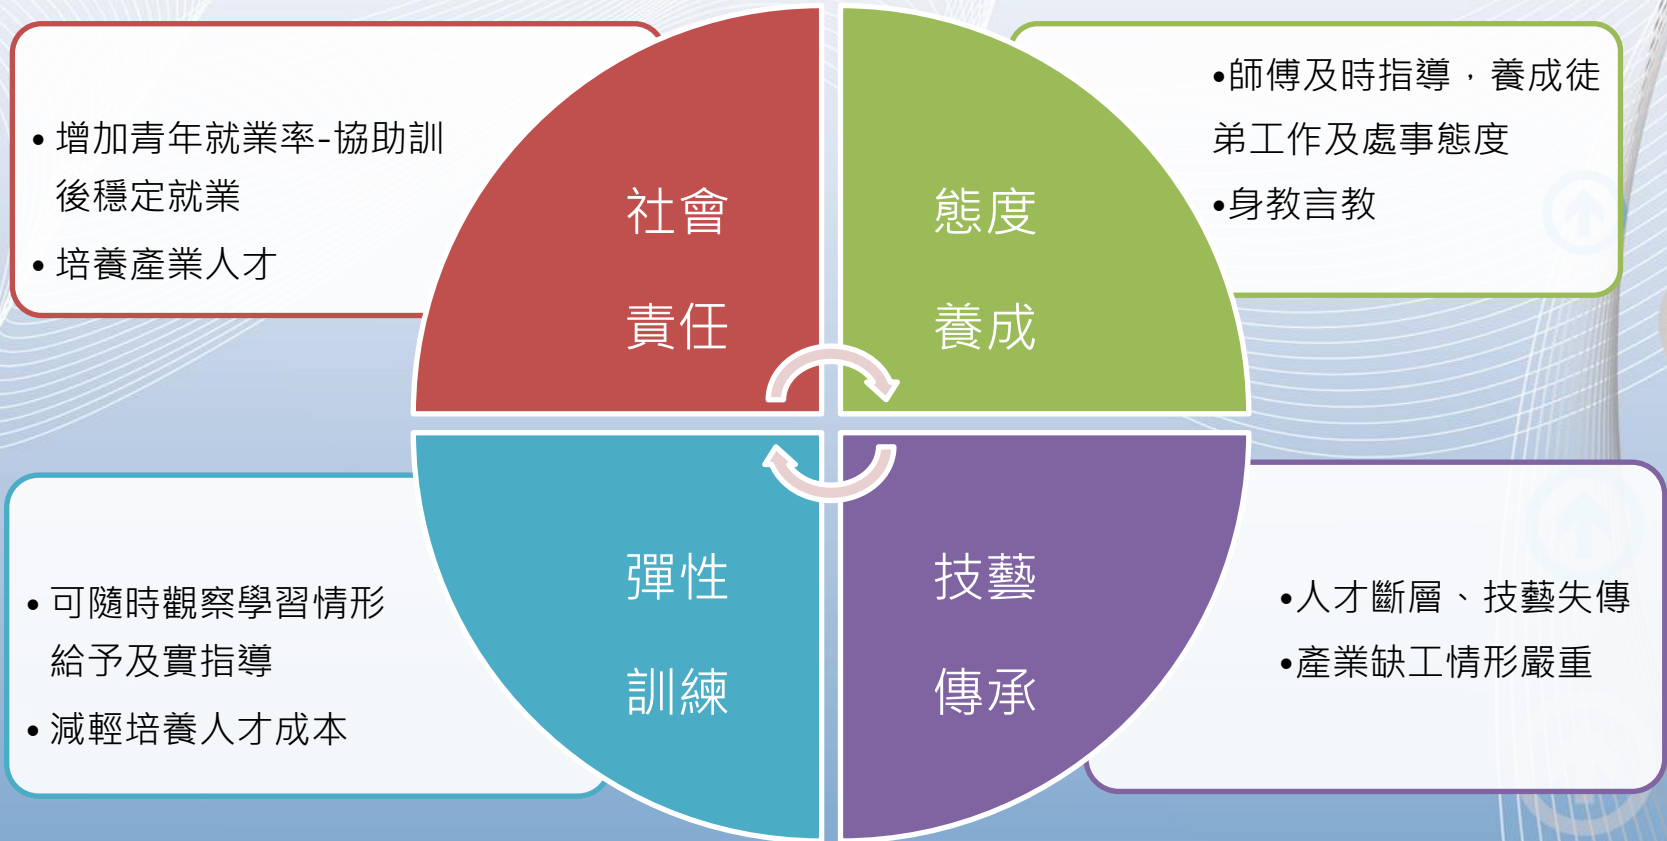 • 增加青年就業率-協助訓
後穩定就業
• 培養產業人才
社會
責任
態度
養成
•師傅及時指導，養成徒
弟工作及處事態度
•身教言教
• 可隨時觀察學習情形
給予及實指導
• 減輕培養人才成本
彈性
訓練
技藝
傳承
•人才斷層、技藝失傳
•產業缺工情形嚴重